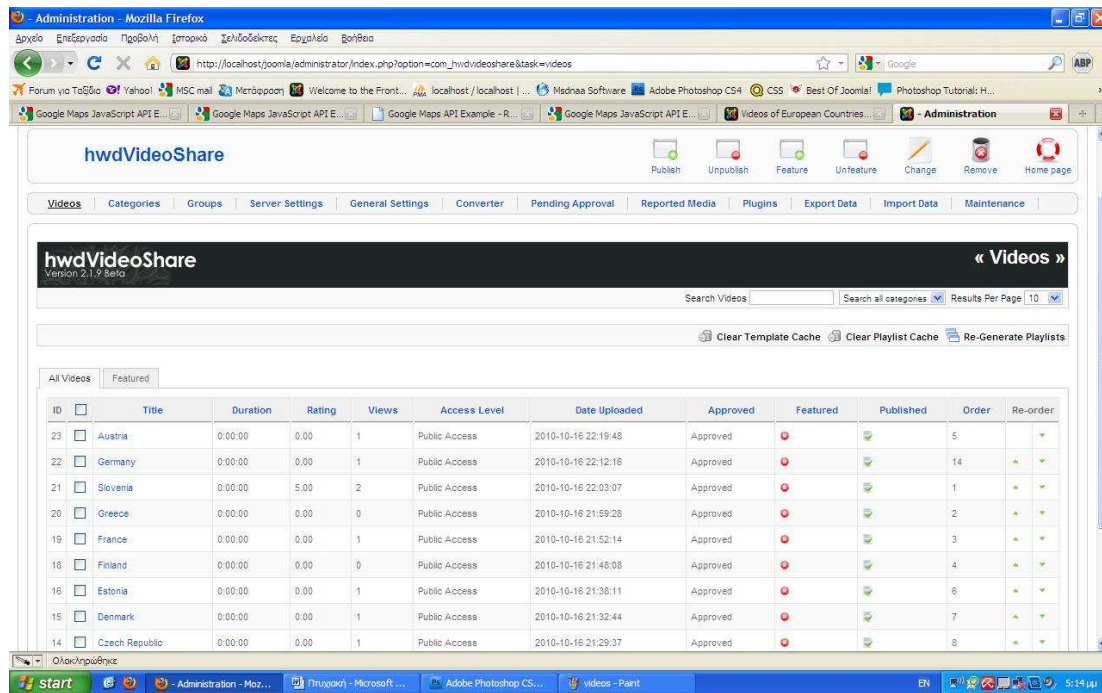 - Administration - Mozilla Firefox
Αρχείο Επεξεργασία Προβολή Ιστορικό Σελιδοδείκτες Εργαλεία Βοήθεια
http://localhost/joomla/administrator/index.php?option=com_hwdvideoshare&task=videos Google ABP
Forum για Ταξίδια Yahoo! MSC mail Μετάφραση Welcome to the Front... localhost / localhost | ... Msdnaa Software Adobe Photoshop CS4 CSS Best Of Joomla! Photoshop Tutorials: H...
Google Maps JavaScript API E... Google Maps JavaScript API E... Google Maps API Example - R... Google Maps JavaScript API E... Videos of European Countries... - Administration
hwdVideoShare
Publish Unpublish Feature Unfeature Change Remove Home page
Videos Categories Groups Server Settings General Settings Converter Pending Approval Reported Media Plugins Export Data Import Data Maintenance
hwdVideoShare « Videos »
Version 2.1.9 Beta
Search Videos Search all categories Results Per Page 10
Clear Template Cache Clear Playlist Cache Re-Generate Playlists
All Videos Featured
ID Title Duration Rating Views Access Level Date Uploaded Approved Featured Published Order Re-order
23 Austria 0:00:00 0.00 1 Public Access 2010-10-16 22:19:48 Approved 5
22 Germany 0:00:00 0.00 1 Public Access 2010-10-16 22:12:16 Approved 14
21 Slovenia 0:00:00 5.00 2 Public Access 2010-10-16 22:03:07 Approved 1
20 Greece 0:00:00 0.00 0 Public Access 2010-10-16 21:59:28 Approved 2
19 France 0:00:00 0.00 1 Public Access 2010-10-16 21:52:14 Approved 3
18 Finland 0:00:00 0.00 0 Public Access 2010-10-16 21:48:08 Approved 4
16 Estonia 0:00:00 0.00 1 Public Access 2010-10-16 21:38:11 Approved 6
15 Denmark 0:00:00 0.00 1 Public Access 2010-10-16 21:32:44 Approved 7
14 Czech Republic 0:00:00 0.00 1 Public Access 2010-10-16 21:29:37 Approved 8
Ολοκληρώθηκε
start - Administration - Moz... Πτυχιακή - Microsoft ... Adobe Photoshop CS... videos - Paint EN 5:14 μμ